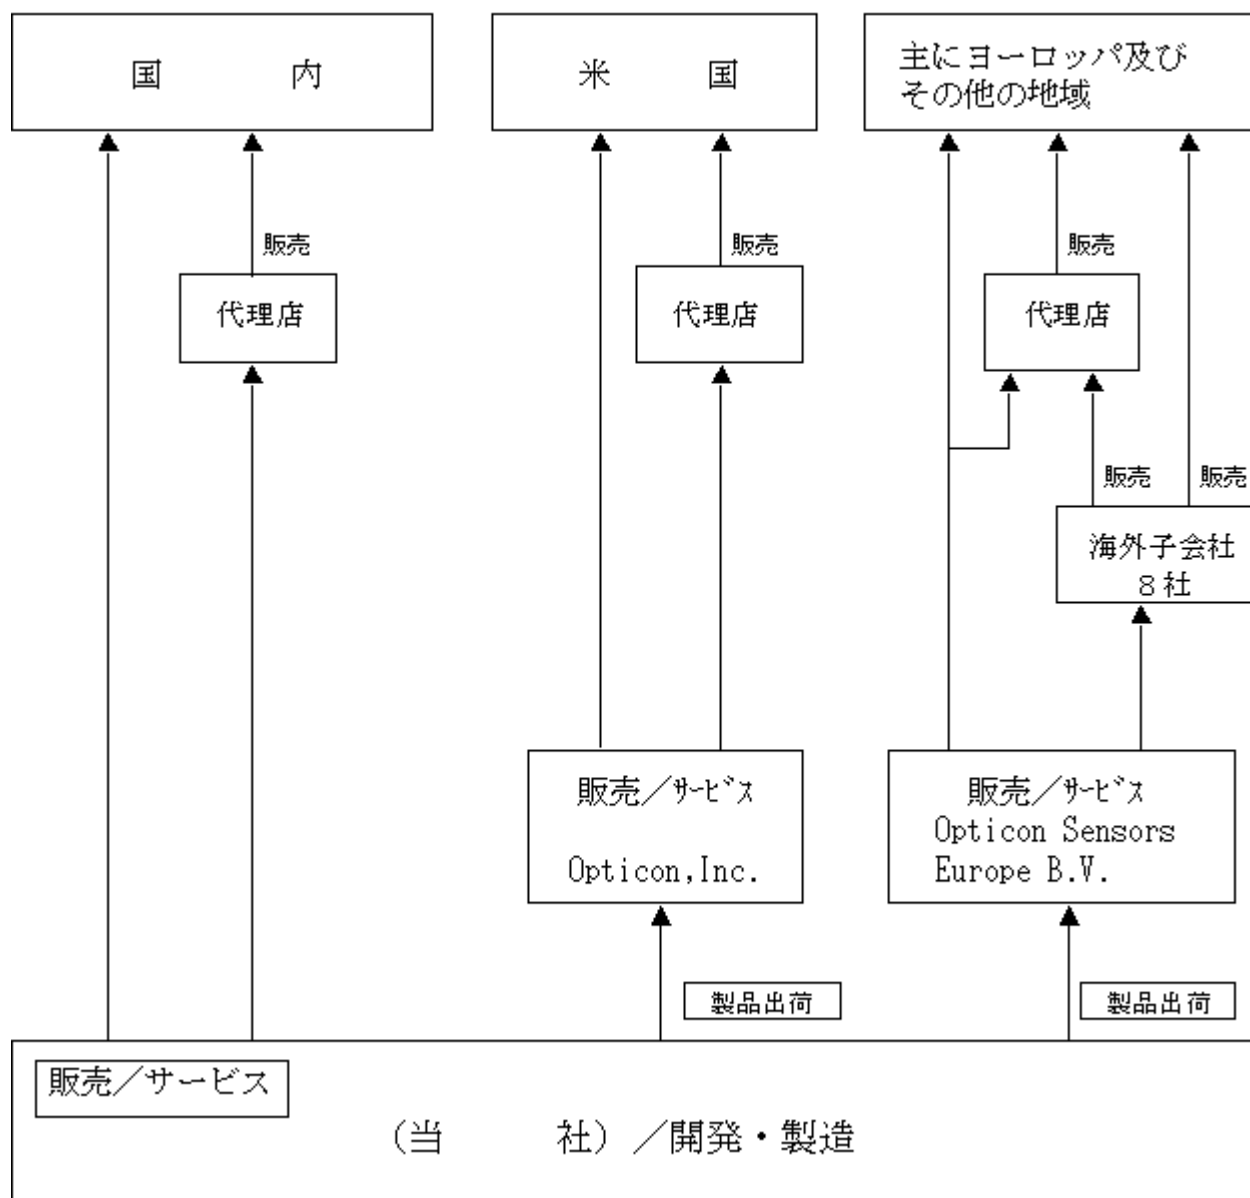 国　　内
米　　国
主にヨーロッパ及び
その他の地域
販売
販売
販売
代理店
代理店
代理店
販売
販売
海外子会社
８社
販売／ｻｰﾋﾞｽ
Opticon,Inc.
販売／ｻｰﾋﾞｽ
Opticon Sensors
Europe B.V.
製品出荷
製品出荷
販売／サービス
（当　　社）／開発・製造